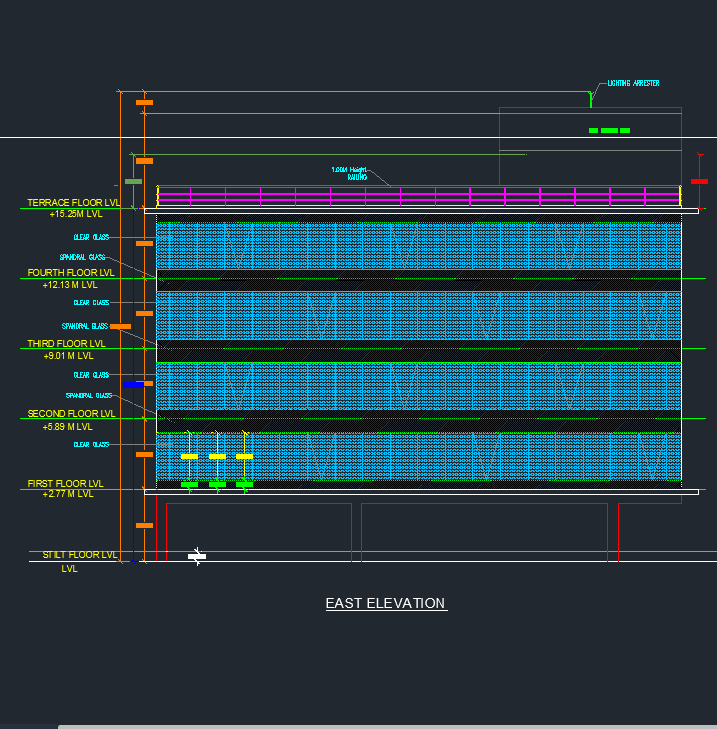 LIGHTING ARRESTER
1.00M Height
RAILING
TERRACE FLOOR LVL
+15.25M LVL
CLEAR GLASS
SPANDRAL GLASS
FOURTH FLOOR LVL
+12.13 M LVL
CLEAR GLASS
SPANDRAL GLASS
THIRD FLOOR LVL
+9.01 M LVL
CLEAR GLASS
SPANDRAL GLASS
SECOND FLOOR LVL
+5.89 M LVL
CLEAR GLASS
FIRST FLOOR LVL
+2.77 M LVL
STILT FLOOR LVL
LVL
EAST ELEVATION